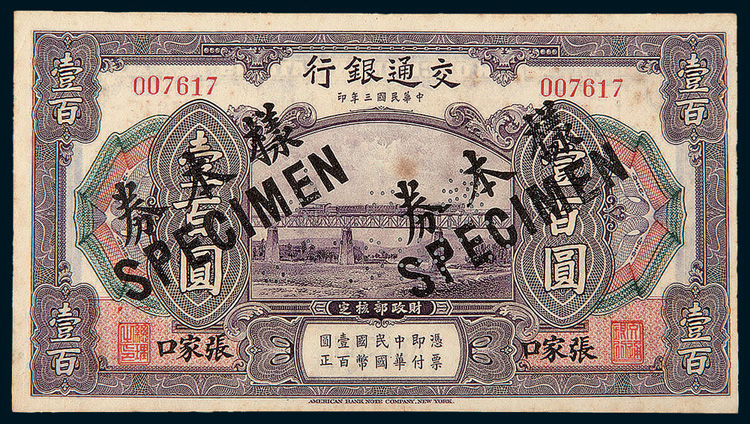 交通銀行
中華民國三年印
壹百
壹百
007617
007617
樣本券
SPECIMEN
樣本券
SPECIMEN
壹百圓
壹百圓
財政部核定
憑票即付中華民國國幣壹百圓正
張家口
張家口
壹百
壹百
AMERICAN BANK NOTE COMPANY, NEW YORK.